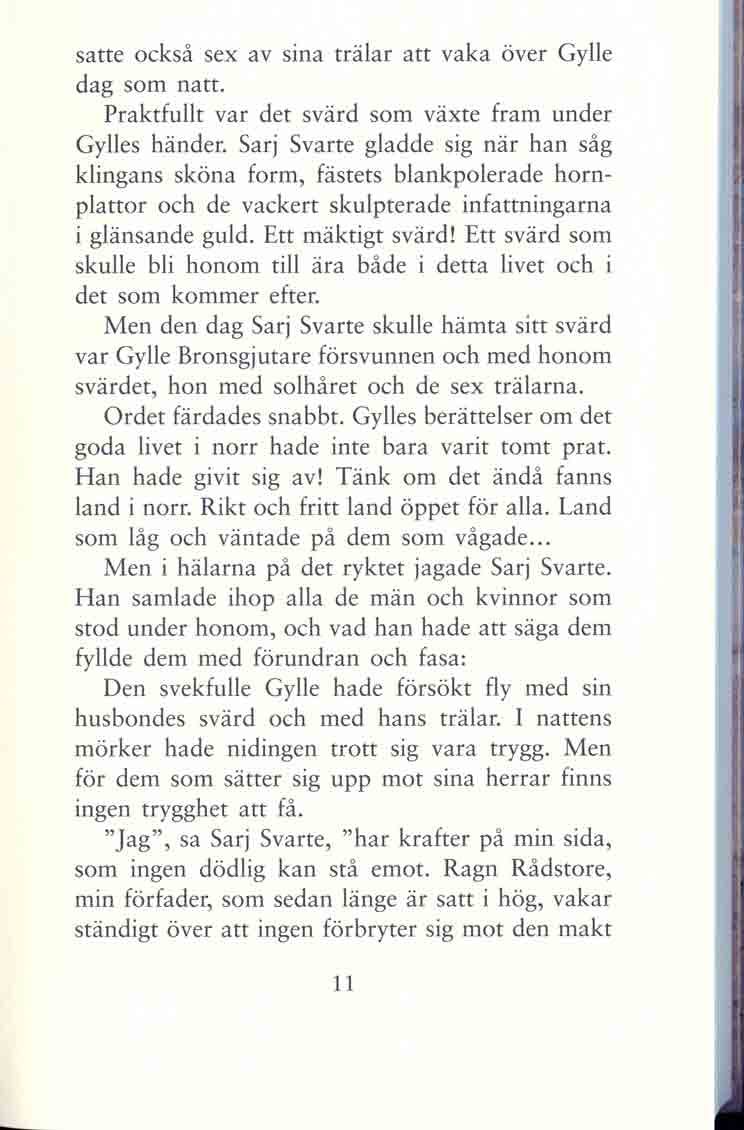 satte också sex av sina trälar att vaka över Gylle
dag som natt.
Praktfullt var det svärd som växte fram under
Gylles händer. Sarj Svarte gladde sig när han såg
klingans sköna form, fästets blankpolerade horn-
plattor och de vackert skulpterade infattningarna
i glänsande guld. Ett mäktigt svärd! Ett svärd som
skulle bli honom till ära både i detta livet och i
det som kommer efter.
Men den dag Sarj Svarte skulle hämta sitt svärd
var Gylle Bronsgjutare försvunnen och med honom
svärdet, hon med solhåret och de sex trälarna.
Ordet färdades snabbt. Gylles berättelser om det
goda livet i norr hade inte bara varit tomt prat.
Han hade givit sig av! Tänk om det ändå fanns
land i norr. Rikt och fritt land öppet för alla. Land
som låg och väntade på dem som vågade...
Men i hälarna på det ryktet jagade Sarj Svarte.
Han samlade ihop alla de män och kvinnor som
stod under honom, och vad han hade att säga dem
fyllde dem med förundran och fasa:
Den svekfulle Gylle hade försökt fly med sin
husbondes svärd och med hans trälar. I nattens
mörker hade nidingen trott sig vara trygg. Men
för dem som sätter sig upp mot sina herrar finns
ingen trygghet att få.
”Jag”, sa Sarj Svarte, ”har krafter på min sida,
som ingen dödlig kan stå emot. Ragn Rådstore,
min förfader, som sedan länge är satt i hög, vakar
ständigt över att ingen förbryter sig mot den makt
11